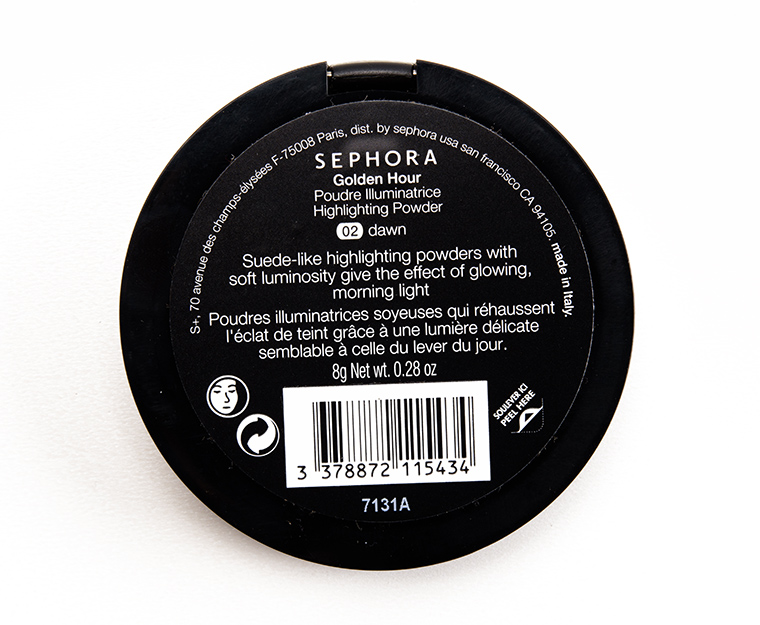 S+, 70 avenue des champs-élysées F-75008 Paris, dist. by sephora usa san francisco CA 94105. made in Italy.
SEPHORA
Golden Hour
Poudre Illuminatrice
Highlighting Powder
02 dawn
Suede-like highlighting powders with
soft luminosity give the effect of glowing,
morning light
Poudres illuminatrices soyeuses qui réhaussent
l'éclat de teint grâce à une lumière délicate
semblable à celle du lever du jour.
8g Net wt. 0.28 oz
SOULEVER ICI
PEEL HERE
3 378872 115434
7131A